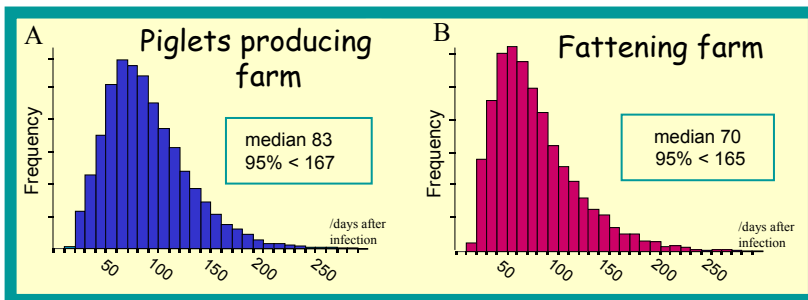 A
Piglets producing
farm
Frequency
median 83
95% < 167
/days after
infection
50
100
150
200
250
B
Fattening farm
Frequency
median 70
95% < 165
/days after
infection
50
100
150
200
250